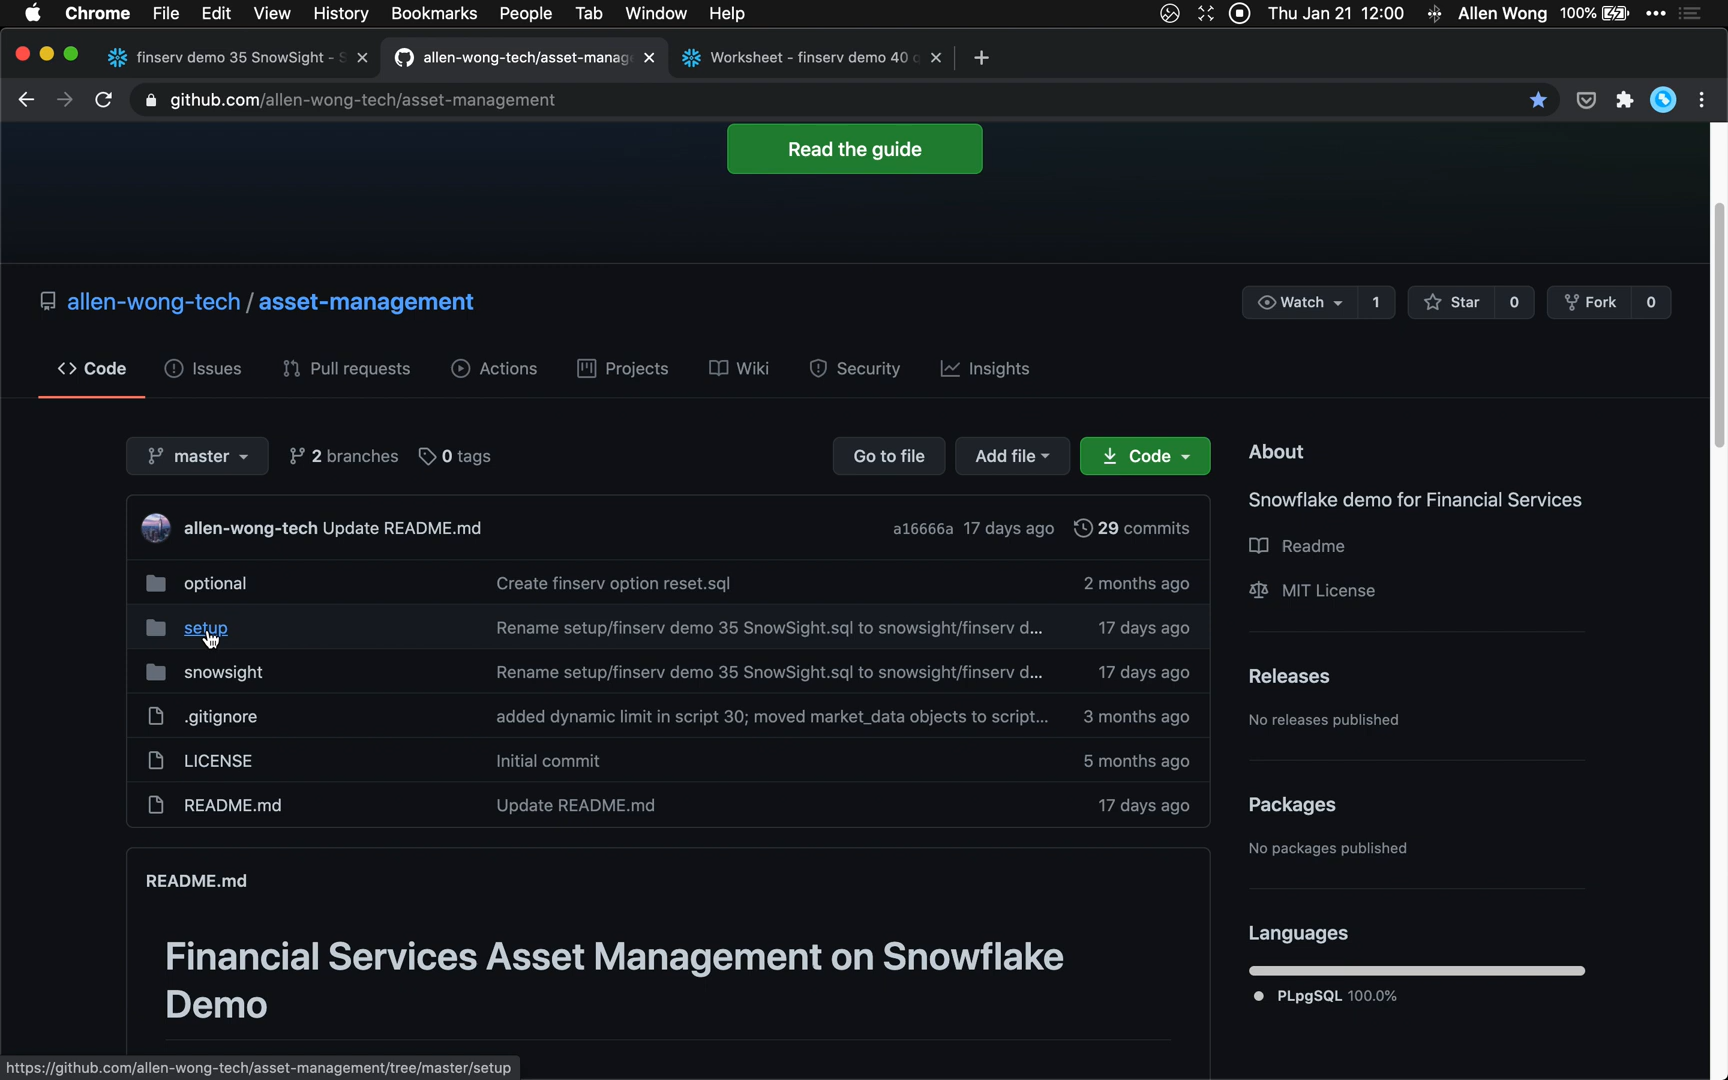 Chrome File Edit View History Bookmarks People Tab Window Help Thu Jan 21 12:00 Allen Wong 100%
finserv demo 35 SnowSight - S allen-wong-tech/asset-manag Worksheet - finserv demo 40 q
github.com/allen-wong-tech/asset-management
Read the guide
allen-wong-tech / asset-management Watch 1 Star 0 Fork 0
Code Issues Pull requests Actions Projects Wiki Security Insights
master 2 branches 0 tags Go to file Add file Code
About
Snowflake demo for Financial Services
allen-wong-tech Update README.md a16666a 17 days ago 29 commits
Readme
optional Create finserv option reset.sql 2 months ago
MIT License
setup Rename setup/finserv demo 35 SnowSight.sql to snowsight/finserv d... 17 days ago
snowsight Rename setup/finserv demo 35 SnowSight.sql to snowsight/finserv d... 17 days ago
Releases
.gitignore added dynamic limit in script 30; moved market_data objects to script... 3 months ago
No releases published
LICENSE Initial commit 5 months ago
README.md Update README.md 17 days ago
Packages
No packages published
README.md
Languages
Financial Services Asset Management on Snowflake
Demo
PLpgSQL 100.0%
https://github.com/allen-wong-tech/asset-management/tree/master/setup